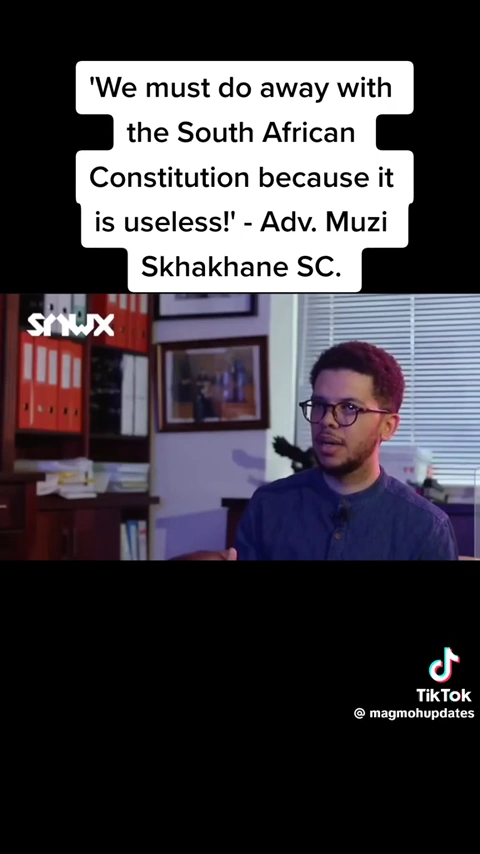 'We must do away with
the South African
Constitution because it
is useless!' - Adv. Muzi
Skhakhane SC.
SMWX
TikTok
@ magmohupdates